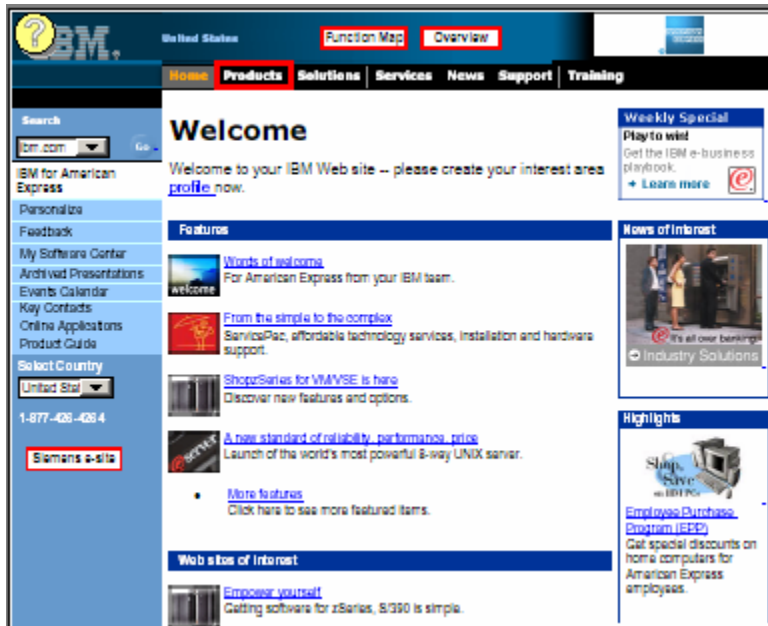 ? IBM.
United States
Function Map
Overview
Home Products Solutions Services News Support Training
Search
ibm.com
Go
IBM for American
Express
Personalize
Feedback
My Software Center
Archived Presentations
Events Calendar
Key Contacts
Online Applications
Product Guide
Select Country
United Stat
1-877-426-4264
Siemens e-site
Welcome
Welcome to your IBM Web site -- please create your interest area
profile now.
Features
welcome
Words of welcome
For American Express from your IBM team.
From the simple to the complex
ServicePac, affordable technology services, installation and hardware
support.
ShopzSeries for VM/VSE is here
Discover new features and options.
server
A new standard of reliability, performance, price
Launch of the world's most powerful 8-way UNIX server.
• More features
Click here to see more featured items.
Web sites of interest
Empower yourself
Getting software for zSeries, S/390 is simple.
Weekly Special
Play to win!
Get the IBM e-business
playbook.
Learn more
News of interest
It's all over banking
Industry Solutions
Highlights
Shop,
Save
on IBM PCs
Employee Purchase
Program (EPP)
Get special discounts on
home computers for
American Express
employees.